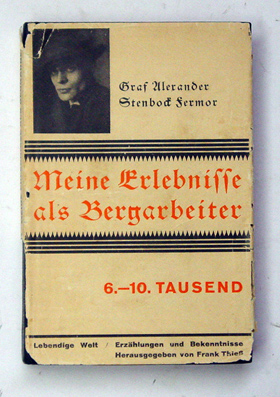 Graf Alexander
Stenbock Fermor
Meine Erlebniſſe
als Bergarbeiter
6.—10. TAUSEND
Lebendige Welt / Erzählungen und Bekenntnisse
Herausgegeben von Frank Thieß